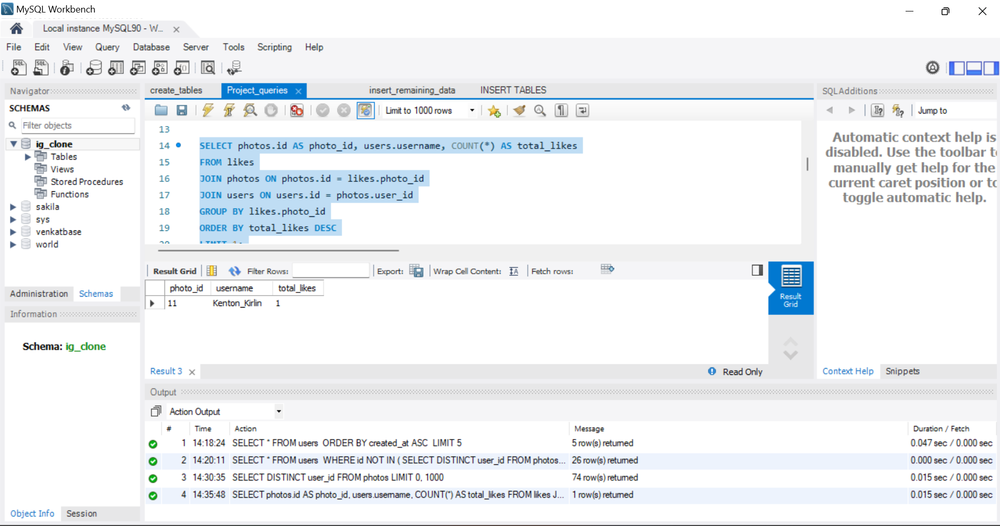 MySQL Workbench
Local instance MySQL90 - W...
File Edit View Query Database Server Tools Scripting Help
Navigator
SCHEMAS
Filter objects
ig_clone
Tables
Views
Stored Procedures
Functions
sakila
sys
venkatbase
world
Administration Schemas
Information
Schema: ig_clone
Object Info Session
create_tables Project_queries insert_remaining_data INSERT TABLES
Limit to 1000 rows
13
14 SELECT photos.id AS photo_id, users.username, COUNT(*) AS total_likes
15 FROM likes
16 JOIN photos ON photos.id = likes.photo_id
17 JOIN users ON users.id = photos.user_id
18 GROUP BY likes.photo_id
19 ORDER BY total_likes DESC
20 LIMIT 1;
Result Grid Filter Rows: Export: Wrap Cell Content: Fetch rows:
photo_id username total_likes
11 Kenton_Kirlin 1
Result Grid
Result 3
Read Only
SQLAdditions
Jump to
Automatic context help is
disabled. Use the toolbar to
manually get help for the
current caret position or to
toggle automatic help.
Context Help Snippets
Output
Action Output
# Time Action Message Duration / Fetch
1 14:18:24 SELECT * FROM users ORDER BY created_at ASC LIMIT 5 5 row(s) returned 0.047 sec / 0.000 sec
2 14:20:11 SELECT * FROM users WHERE id NOT IN ( SELECT DISTINCT user_id FROM photos... 26 row(s) returned 0.000 sec / 0.000 sec
3 14:30:35 SELECT DISTINCT user_id FROM photos LIMIT 0, 1000 74 row(s) returned 0.015 sec / 0.000 sec
4 14:35:48 SELECT photos.id AS photo_id, users.username, COUNT(*) AS total_likes FROM likes J... 1 row(s) returned 0.015 sec / 0.000 sec